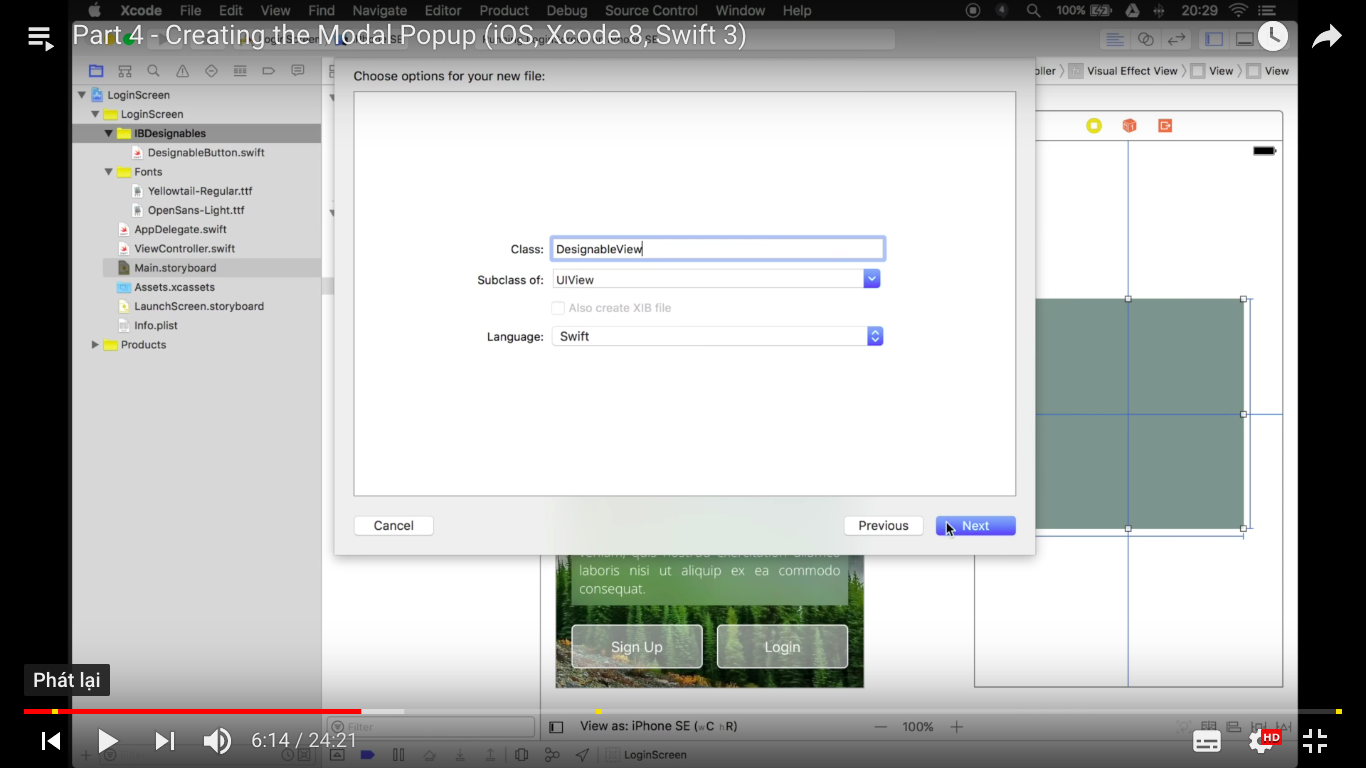 Xcode File Edit View Find Navigate Editor Product Debug Source Control Window Help 100% 20:29
Part 4 - Creating the Modal Popup (iOS, Xcode 8, Swift 3)
Choose options for your new file:
Visual Effect View View View
LoginScreen
LoginScreen
IBDesignables
DesignableButton.swift
Fonts
Yellowtail-Regular.ttf
OpenSans-Light.ttf
AppDelegate.swift
ViewController.swift
Main.storyboard
Assets.xcassets
LaunchScreen.storyboard
Info.plist
Products
Class: DesignableView
Subclass of: UIView
Also create XIB file
Language: Swift
Cancel Previous Next
laboris nisi ut aliquip ex ea commodo
consequat.
Sign Up Login
Phát lại
Filter
View as: iPhone SE (wC hR) — 100% +
6:14 / 24:21
HD
LoginScreen